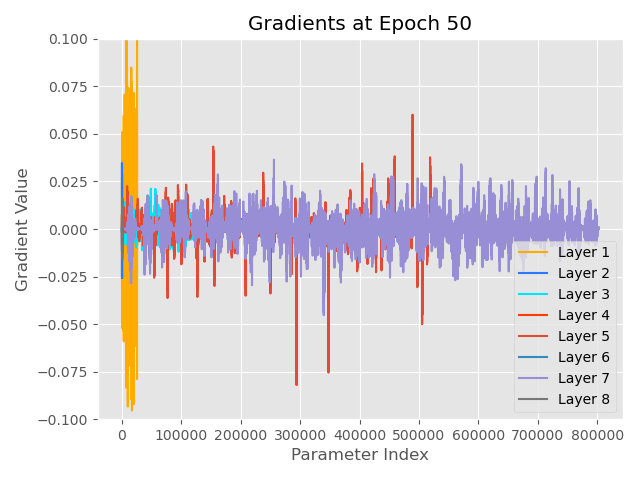 Gradients at Epoch 50
0.100
0.075
0.050
0.025
0.000
−0.025
−0.050
−0.075
−0.100
Gradient Value
0 100000 200000 300000 400000 500000 600000 700000 800000
Parameter Index
Layer 1
Layer 2
Layer 3
Layer 4
Layer 5
Layer 6
Layer 7
Layer 8